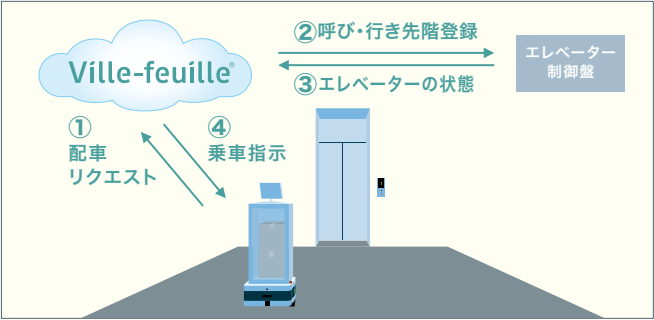 ②呼び・行き先階登録
Ville-feuille®
エレベーター
制御盤
③エレベーターの状態
①
配車
リクエスト
④
乗車指示